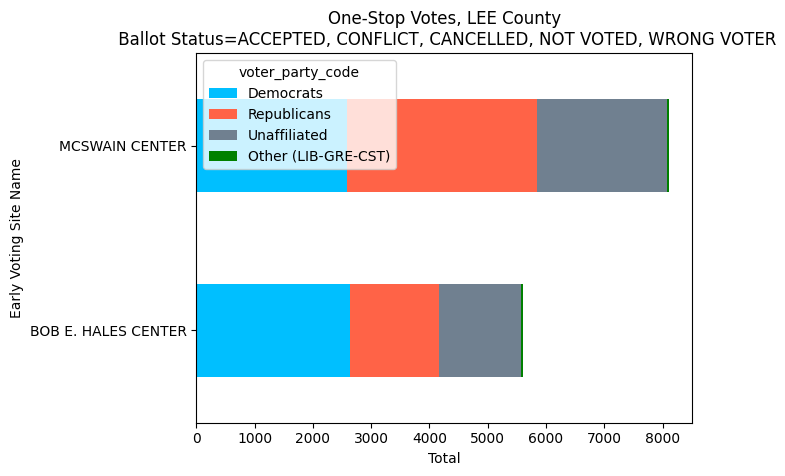 One-Stop Votes, LEE County
Ballot Status=ACCEPTED, CONFLICT, CANCELLED, NOT VOTED, WRONG VOTER
voter_party_code
Democrats
Republicans
Unaffiliated
Other (LIB-GRE-CST)
Early Voting Site Name
MCSWAIN CENTER
BOB E. HALES CENTER
0 1000 2000 3000 4000 5000 6000 7000 8000
Total